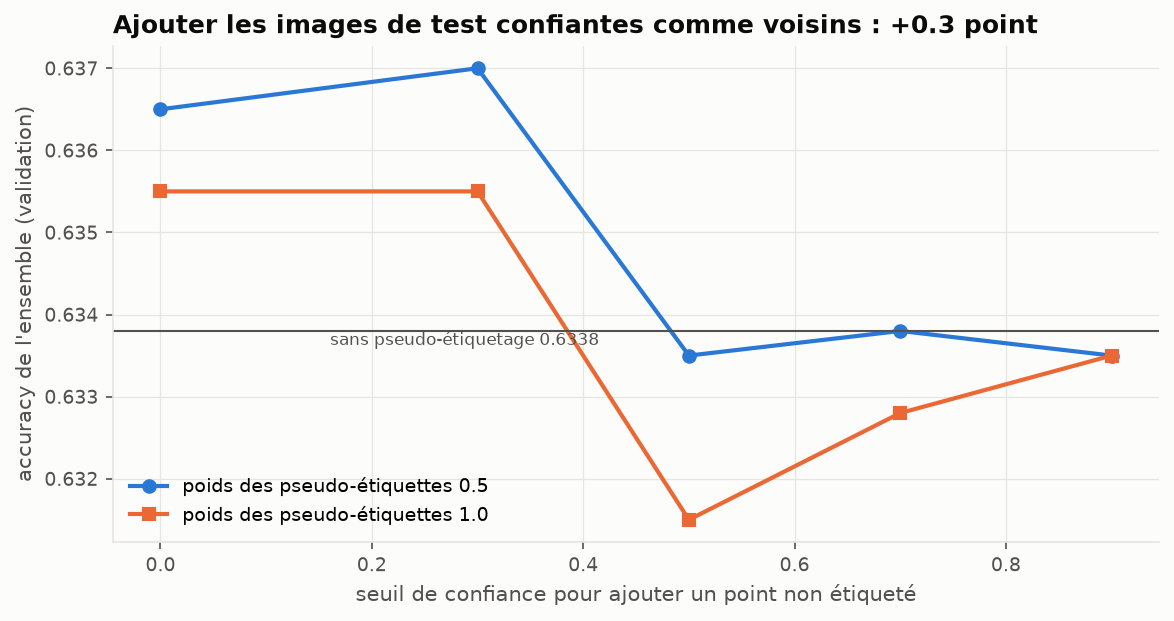 Ajouter les images de test confiantes comme voisins : +0.3 point
accuracy de l'ensemble (validation)
0.637
0.636
0.635
0.634
0.633
0.632
sans pseudo-étiquetage 0.6338
poids des pseudo-étiquettes 0.5
poids des pseudo-étiquettes 1.0
0.0 0.2 0.4 0.6 0.8
seuil de confiance pour ajouter un point non étiqueté